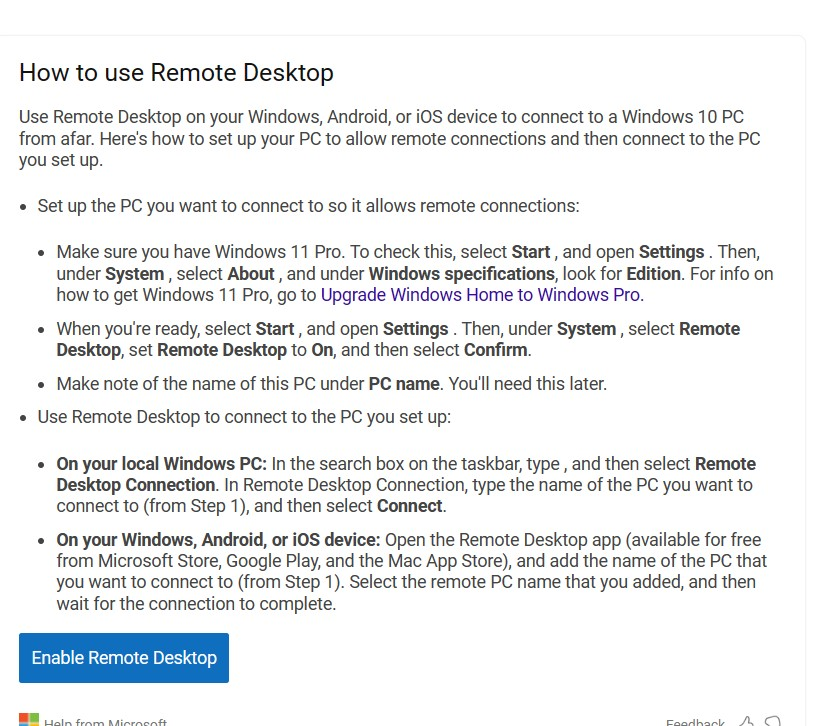 How to use Remote Desktop
Use Remote Desktop on your Windows, Android, or iOS device to connect to a Windows 10 PC
from afar. Here's how to set up your PC to allow remote connections and then connect to the PC
you set up.
• Set up the PC you want to connect to so it allows remote connections:
• Make sure you have Windows 11 Pro. To check this, select Start , and open Settings . Then,
under System , select About , and under Windows specifications, look for Edition. For info on
how to get Windows 11 Pro, go to Upgrade Windows Home to Windows Pro.
• When you're ready, select Start , and open Settings . Then, under System , select Remote
Desktop, set Remote Desktop to On, and then select Confirm.
• Make note of the name of this PC under PC name. You'll need this later.
• Use Remote Desktop to connect to the PC you set up:
• On your local Windows PC: In the search box on the taskbar, type , and then select Remote
Desktop Connection. In Remote Desktop Connection, type the name of the PC you want to
connect to (from Step 1), and then select Connect.
• On your Windows, Android, or iOS device: Open the Remote Desktop app (available for free
from Microsoft Store, Google Play, and the Mac App Store), and add the name of the PC that
you want to connect to (from Step 1). Select the remote PC name that you added, and then
wait for the connection to complete.
Enable Remote Desktop
Help from Microsoft
Feedback